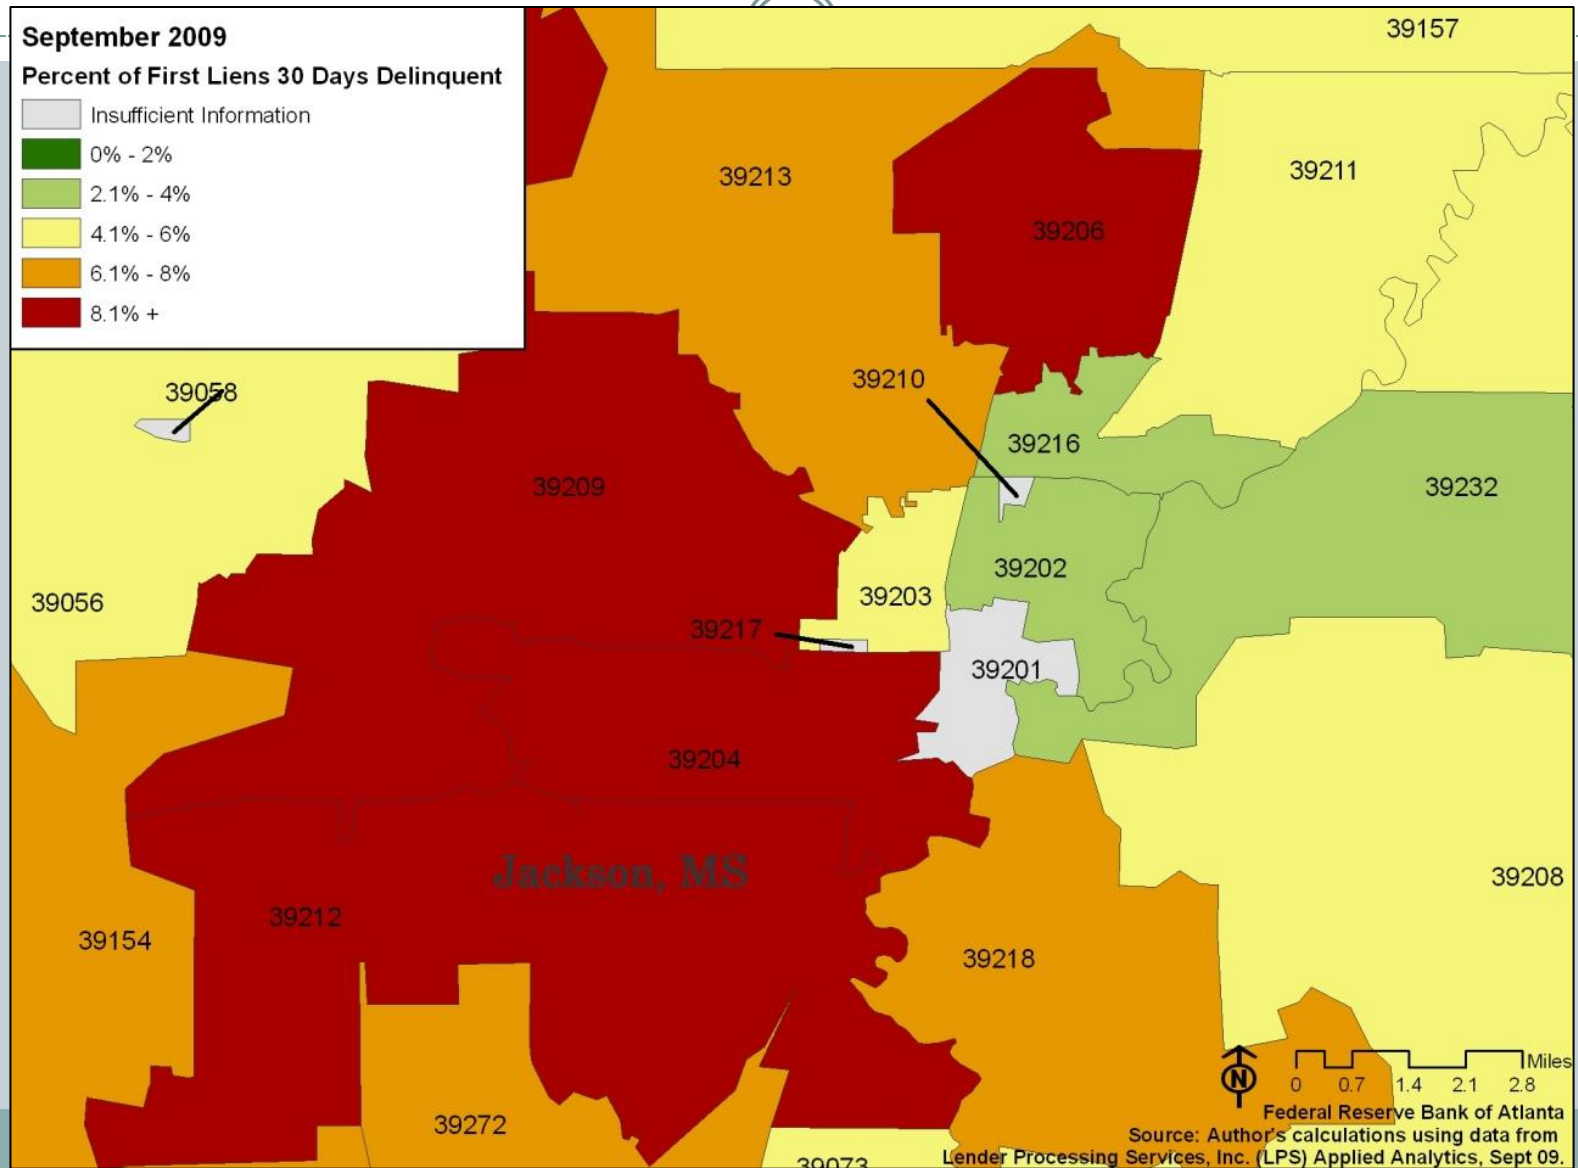 September 2009
Percent of First Liens 30 Days Delinquent
Insufficient Information
0% - 2%
2.1% - 4%
4.1% - 6%
6.1% - 8%
8.1% +
39157
39211
39213
39206
39210
39058
39216
39209
39232
39202
39203
39056
39217
39201
39204
Jackson, MS
39208
39212
39154
39218
39272
39073
N
Miles
0 0.7 1.4 2.1 2.8
Federal Reserve Bank of Atlanta
Source: Author's calculations using data from
Lender Processing Services, Inc. (LPS) Applied Analytics, Sept 09.